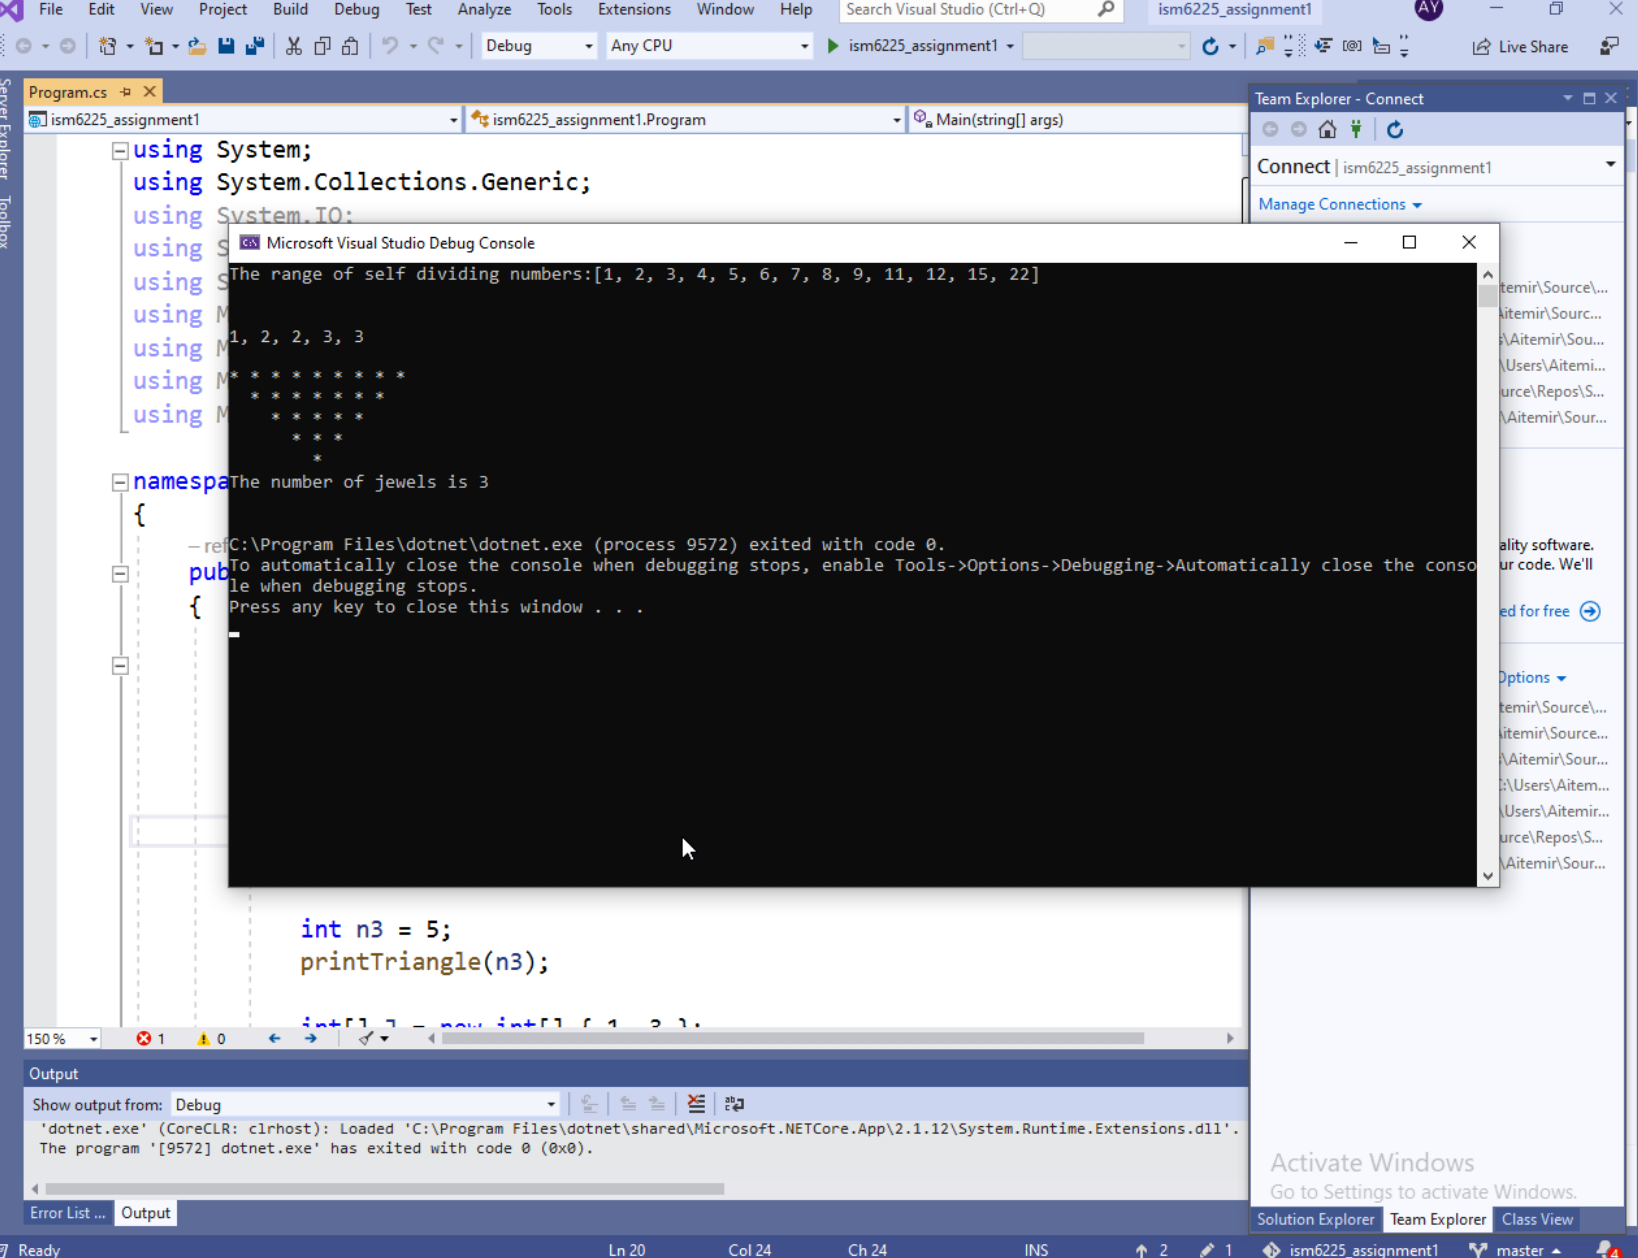 File Edit View Project Build Debug Test Analyze Tools Extensions Window Help Search Visual Studio (Ctrl+Q) ism6225_assignment1 AY
Debug Any CPU ism6225_assignment1 Live Share
Server Explorer
Toolbox
Program.cs
ism6225_assignment1 ism6225_assignment1.Program Main(string[] args)
using System;
using System.Collections.Generic;
using System.IO;
using S
using S
using M
using M
using M
using M
namespa
{
ref
pub
{
int n3 = 5;
printTriangle(n3);
int[] J = new int[] { 1, 3 };
Microsoft Visual Studio Debug Console
The range of self dividing numbers:[1, 2, 3, 4, 5, 6, 7, 8, 9, 11, 12, 15, 22]
1, 2, 2, 3, 3
* * * * * * * * *
* * * * * * *
* * * * *
* * *
*
The number of jewels is 3
C:\Program Files\dotnet\dotnet.exe (process 9572) exited with code 0.
To automatically close the console when debugging stops, enable Tools->Options->Debugging->Automatically close the conso
le when debugging stops.
Press any key to close this window . . .
Team Explorer - Connect
Connect | ism6225_assignment1
Manage Connections
temir\Source\...
Aitemir\Sourc...
s\Aitemir\Sou...
\Users\Aitemi...
urce\Repos\S...
\Aitemir\Sour...
ality software.
ur code. We'll
ed for free
Options
temir\Source\...
Aitemir\Source...
s\Aitemir\Sour...
C:\Users\Aitem...
\Users\Aitemir...
urce\Repos\S...
\Aitemir\Sour...
150 % 1 0
Output
Show output from: Debug
'dotnet.exe' (CoreCLR: clrhost): Loaded 'C:\Program Files\dotnet\shared\Microsoft.NETCore.App\2.1.12\System.Runtime.Extensions.dll'.
The program '[9572] dotnet.exe' has exited with code 0 (0x0).
Error List ... Output
Activate Windows
Go to Settings to activate Windows.
Solution Explorer Team Explorer Class View
Ready Ln 20 Col 24 Ch 24 INS 2 1 ism6225_assignment1 master 4